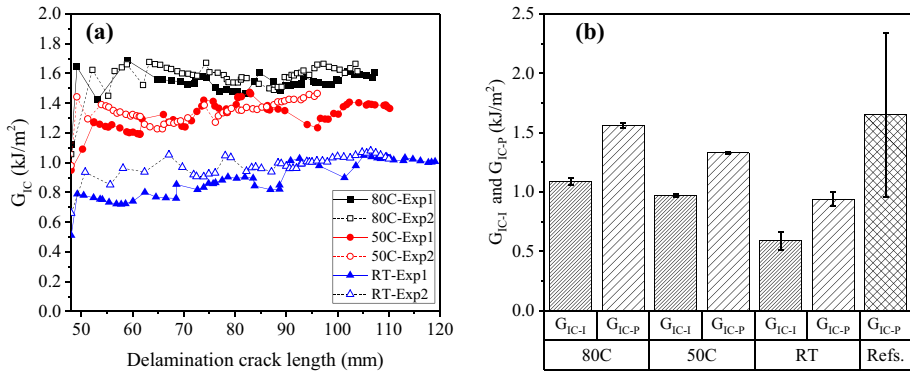 (a)
G_IC (kJ/m²)
2.0
1.8
1.6
1.4
1.2
1.0
0.8
0.6
0.4
0.2
0.0
80C-Exp1
80C-Exp2
50C-Exp1
50C-Exp2
RT-Exp1
RT-Exp2
50 60 70 80 90 100 110 120
Delamination crack length (mm)
(b)
G_IC-I and G_IC-P (kJ/m²)
2.5
2.0
1.5
1.0
0.5
0.0
G_IC-I G_IC-P G_IC-I G_IC-P G_IC-I G_IC-P G_IC-P
80C 50C RT Refs.